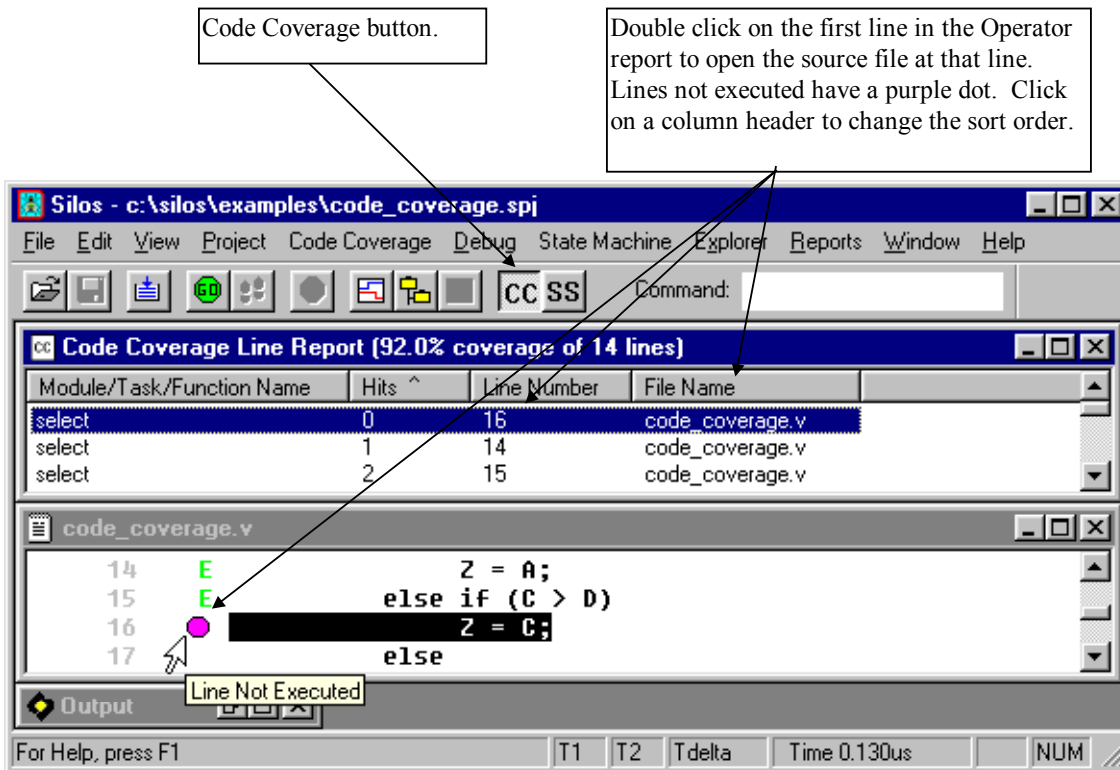 Code Coverage button.
Double click on the first line in the Operator
report to open the source file at that line.
Lines not executed have a purple dot.  Click
on a column header to change the sort order.
Silos - c:\silos\examples\code_coverage.spj
File Edit View Project Code Coverage Debug State Machine Explorer Reports Window Help
GO CC SS Command:
CC Code Coverage Line Report (92.0% coverage of 14 lines)
Module/Task/Function Name Hits ^ Line Number File Name
select 0 16 code_coverage.v
select 1 14 code_coverage.v
select 2 15 code_coverage.v
code_coverage.v
14 E Z = A;
15 E else if (C > D)
16 Z = C;
17 else
Line Not Executed
Output
For Help, press F1 T1 T2 Tdelta Time 0.130us NUM